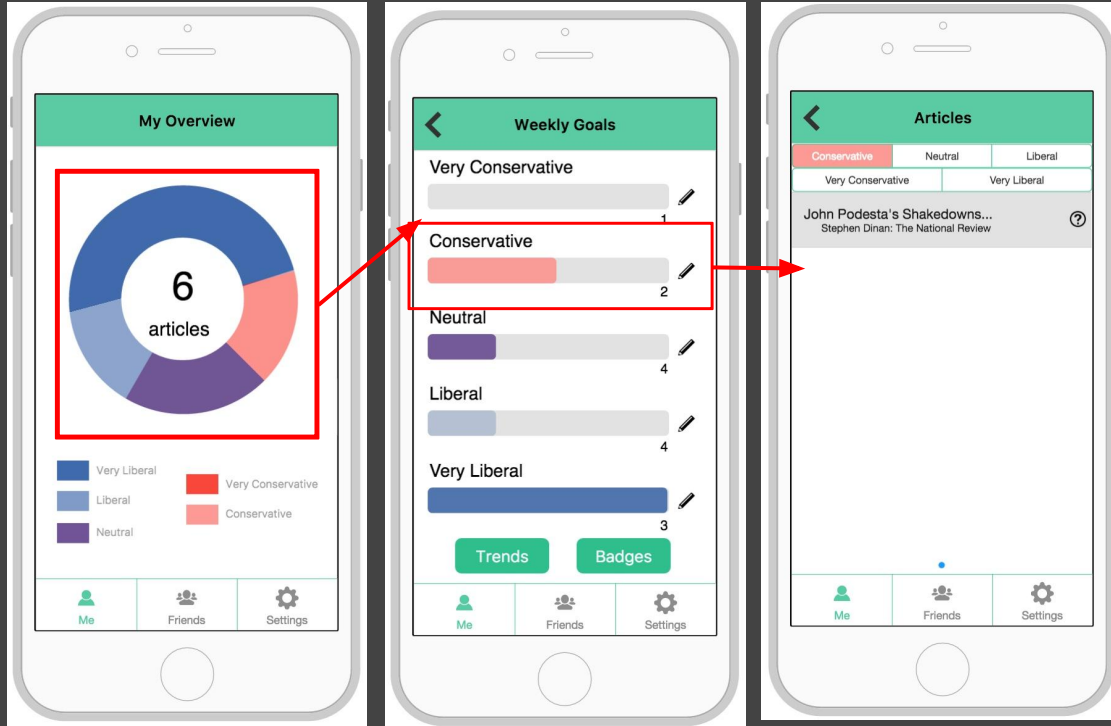 My Overview
6
articles
Very Liberal
Liberal
Neutral
Very Conservative
Conservative
Me
Friends
Settings
Weekly Goals
Very Conservative
1
Conservative
2
Neutral
4
Liberal
4
Very Liberal
3
Trends
Badges
Me
Friends
Settings
Articles
Conservative
Neutral
Liberal
Very Conservative
Very Liberal
John Podesta's Shakedowns...
Stephen Dinan: The National Review
?
Me
Friends
Settings